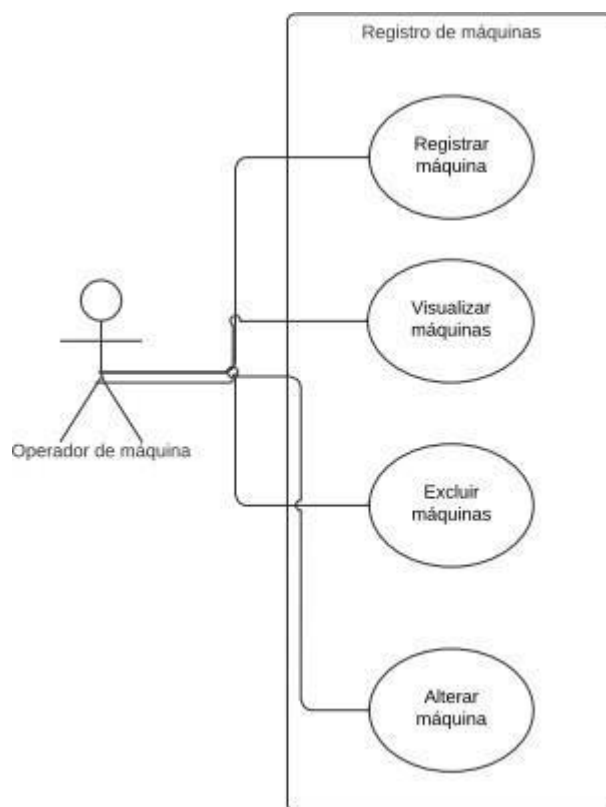 Registro de máquinas
Registrar
máquina
Visualizar
máquinas
Operador de máquina
Excluir
máquinas
Alterar
máquina